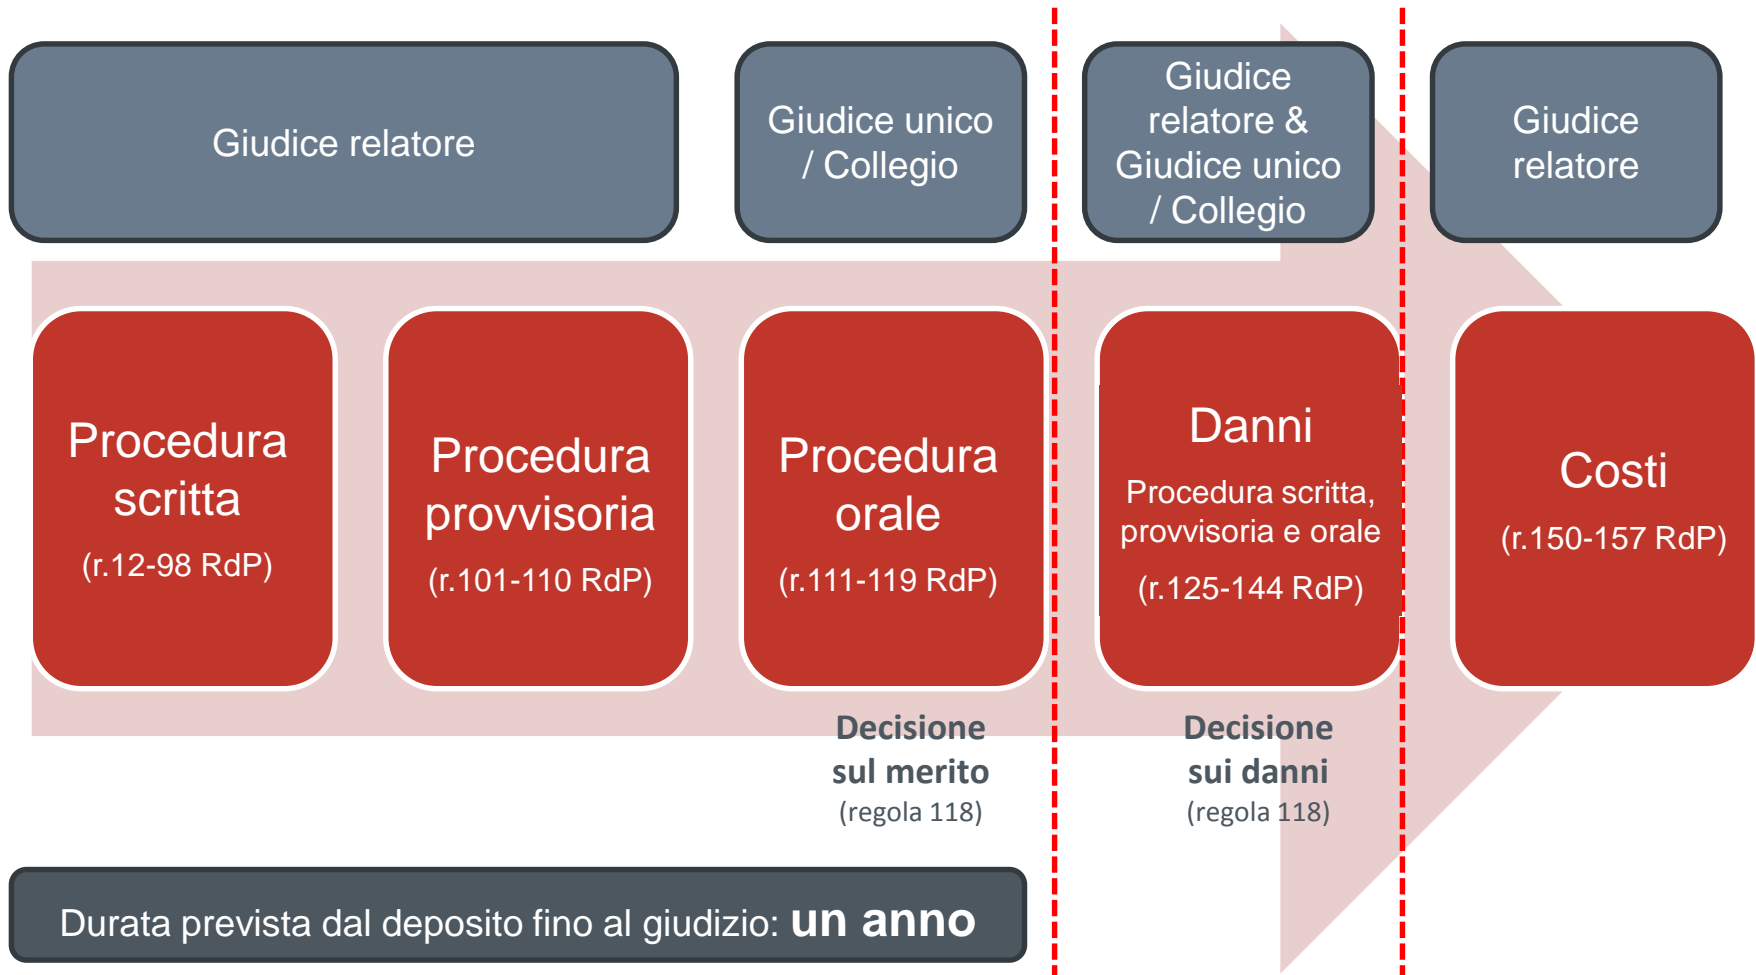 Giudice relatore
Giudice unico
/ Collegio
Giudice
relatore &
Giudice unico
/ Collegio
Giudice
relatore
Procedura
scritta
(r.12-98 RdP)
Procedura
provvisoria
(r.101-110 RdP)
Procedura
orale
(r.111-119 RdP)
Danni
Procedura scritta,
provvisoria e orale
(r.125-144 RdP)
Costi
(r.150-157 RdP)
Decisione
sul merito
(regola 118)
Decisione
sui danni
(regola 118)
Durata prevista dal deposito fino al giudizio: un anno